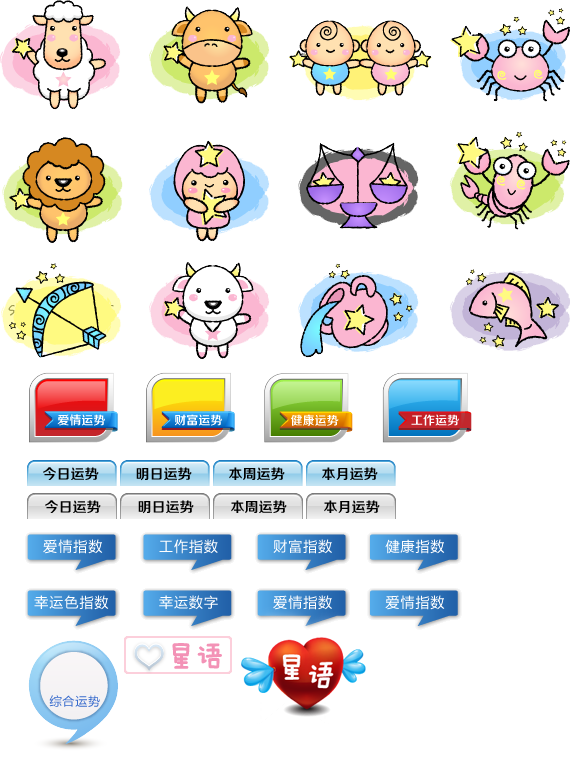 爱情运势 财富运势 健康运势 工作运势
今日运势 明日运势 本周运势 本月运势
今日运势 明日运势 本周运势 本月运势
爱情指数 工作指数 财富指数 健康指数
幸运色指数 幸运数字 爱情指数 爱情指数
综合运势
星语
星语